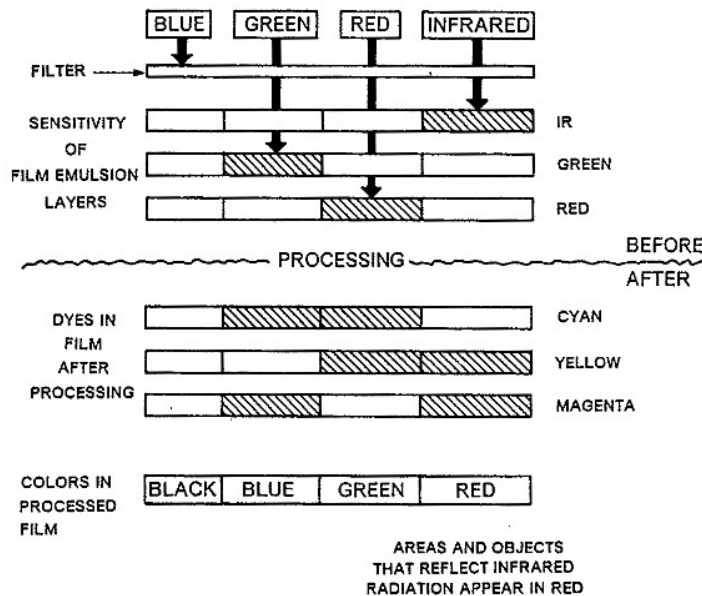 BLUE GREEN RED INFRARED
FILTER
SENSITIVITY
OF
FILM EMULSION
LAYERS
IR
GREEN
RED
PROCESSING
BEFORE
AFTER
DYES IN
FILM
AFTER
PROCESSING
CYAN
YELLOW
MAGENTA
COLORS IN
PROCESSED
FILM
BLACK BLUE GREEN RED
AREAS AND OBJECTS
THAT REFLECT INFRARED
RADIATION APPEAR IN RED